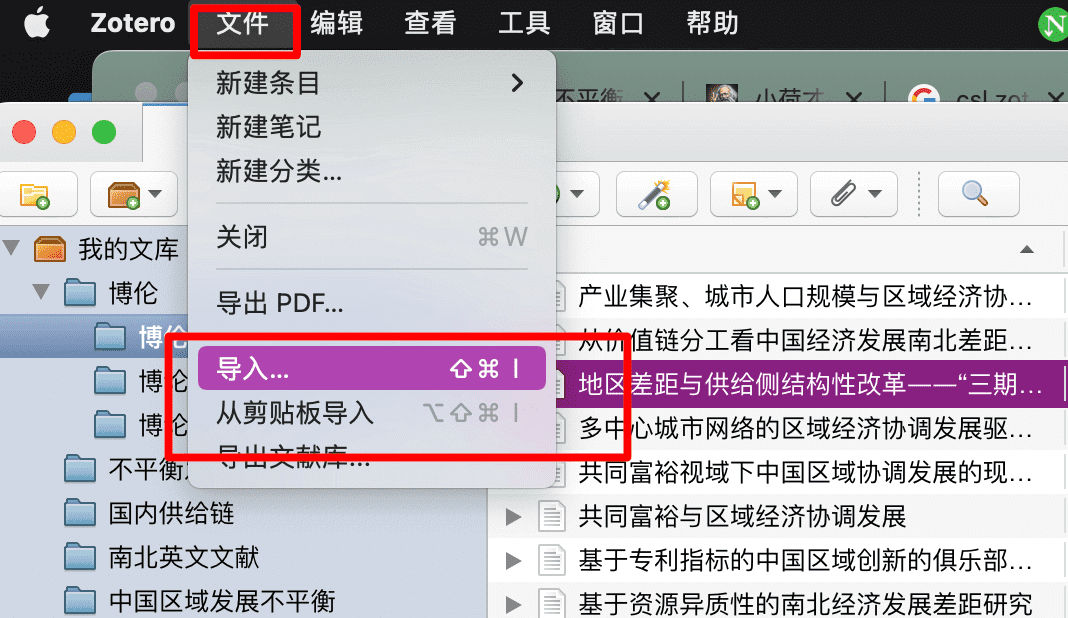 Zotero 文件 编辑 查看 工具 窗口 帮助
不平衡 小荷才 csl zot
新建条目
新建笔记
新建分类...
关闭 ⌘W
导出 PDF...
导入... ⇧⌘I
从剪贴板导入 ⌥⇧⌘I
导出文献库...
我的文库
博伦
博伦
博伦
博伦
不平衡
国内供给链
南北英文文献
中国区域发展不平衡
产业集聚、城市人口规模与区域经济协...
从价值链分工看中国经济发展南北差距...
地区差距与供给侧结构性改革——“三期...
多中心城市网络的区域经济协调发展驱...
共同富裕视域下中国区域协调发展的现...
共同富裕与区域经济协调发展
基于专利指标的中国区域创新的俱乐部...
基于资源异质性的南北经济发展差距研究